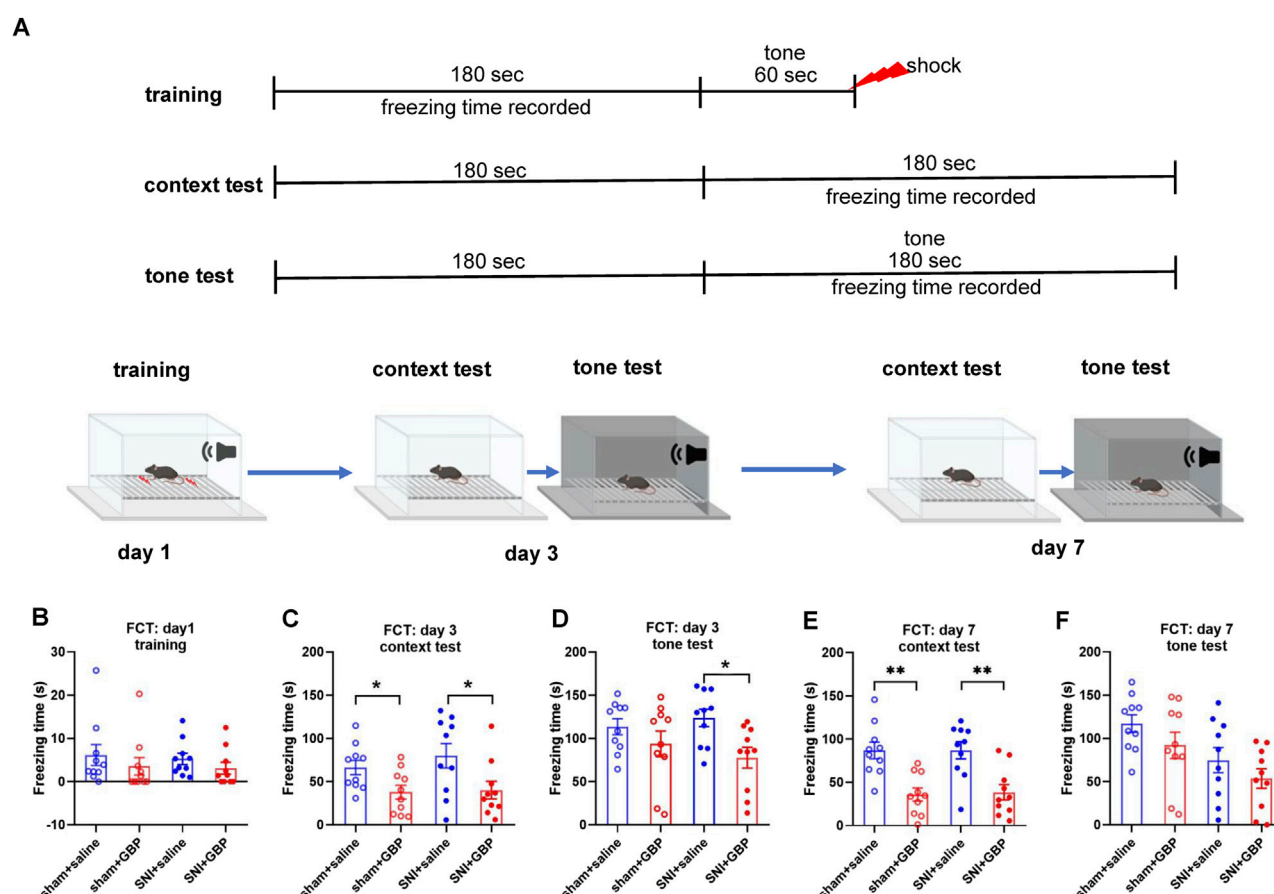 A
training
180 sec
freezing time recorded
tone
60 sec
shock
context test
180 sec
180 sec
freezing time recorded
tone test
180 sec
tone
180 sec
freezing time recorded
training
context test
tone test
context test
tone test
day 1
day 3
day 7
B
FCT: day1
training
Freezing time (s)
30
20
10
0
-10
sham+saline
sham+GBP
SNI+saline
SNI+GBP
C
FCT: day 3
context test
Freezing time (s)
200
150
100
50
0
*
*
sham+saline
sham+GBP
SNI+saline
SNI+GBP
D
FCT: day 3
tone test
Freezing time (s)
200
150
100
50
0
*
sham+saline
sham+GBP
SNI+saline
SNI+GBP
E
FCT: day 7
context test
Freezing time (s)
200
150
100
50
0
**
**
sham+saline
sham+GBP
SNI+saline
SNI+GBP
F
FCT: day 7
tone test
Freezing time (s)
200
150
100
50
0
sham+saline
sham+GBP
SNI+saline
SNI+GBP